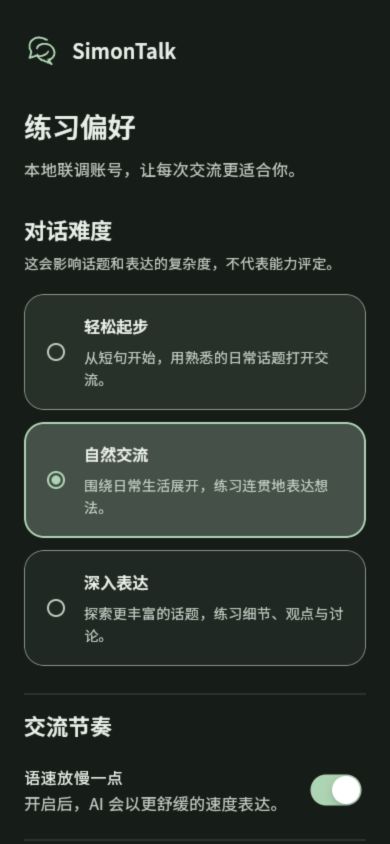 SimonTalk
练习偏好
本地联调账号，让每次交流更适合你。
对话难度
这会影响话题和表达的复杂度，不代表能力评定。
轻松起步
从短句开始，用熟悉的日常话题打开交
流。
自然交流
围绕日常生活展开，练习连贯地表达想
法。
深入表达
探索更丰富的话题，练习细节、观点与讨
论。
交流节奏
语速放慢一点
开启后，AI 会以更舒缓的速度表达。